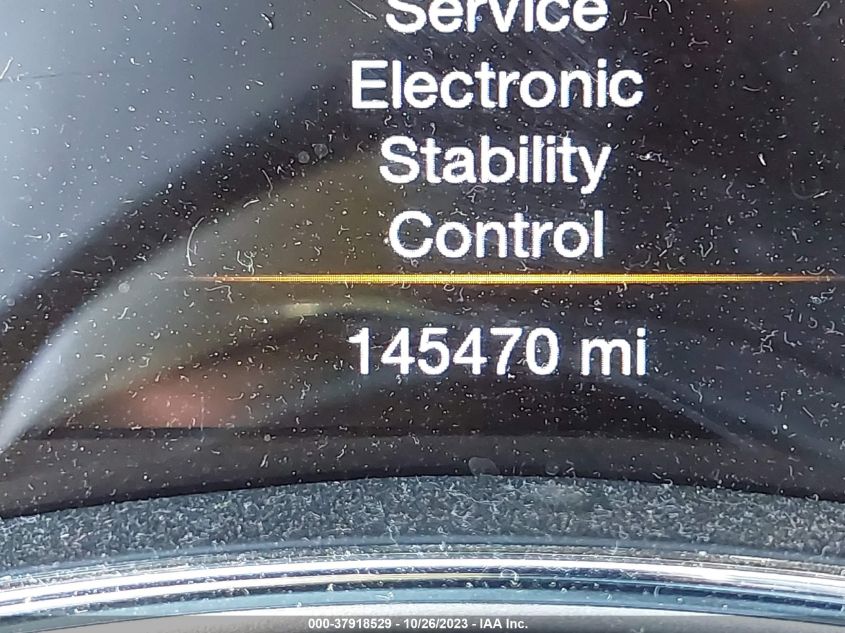 Service
Electronic
Stability
Control
145470 mi
000-37918529 - 10/26/2023 - IAA Inc.